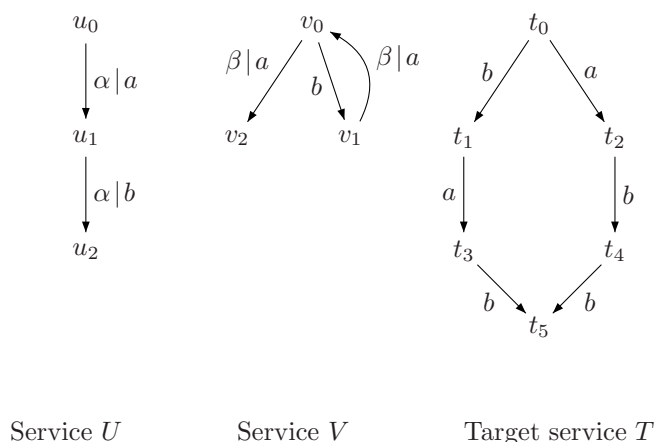 u₀ v₀ t₀
α | a β | a b β | a b a
u₁ v₂ v₁ t₁ t₂
α | b a b
u₂ t₃ t₄
b b
t₅
Service U Service V Target service T